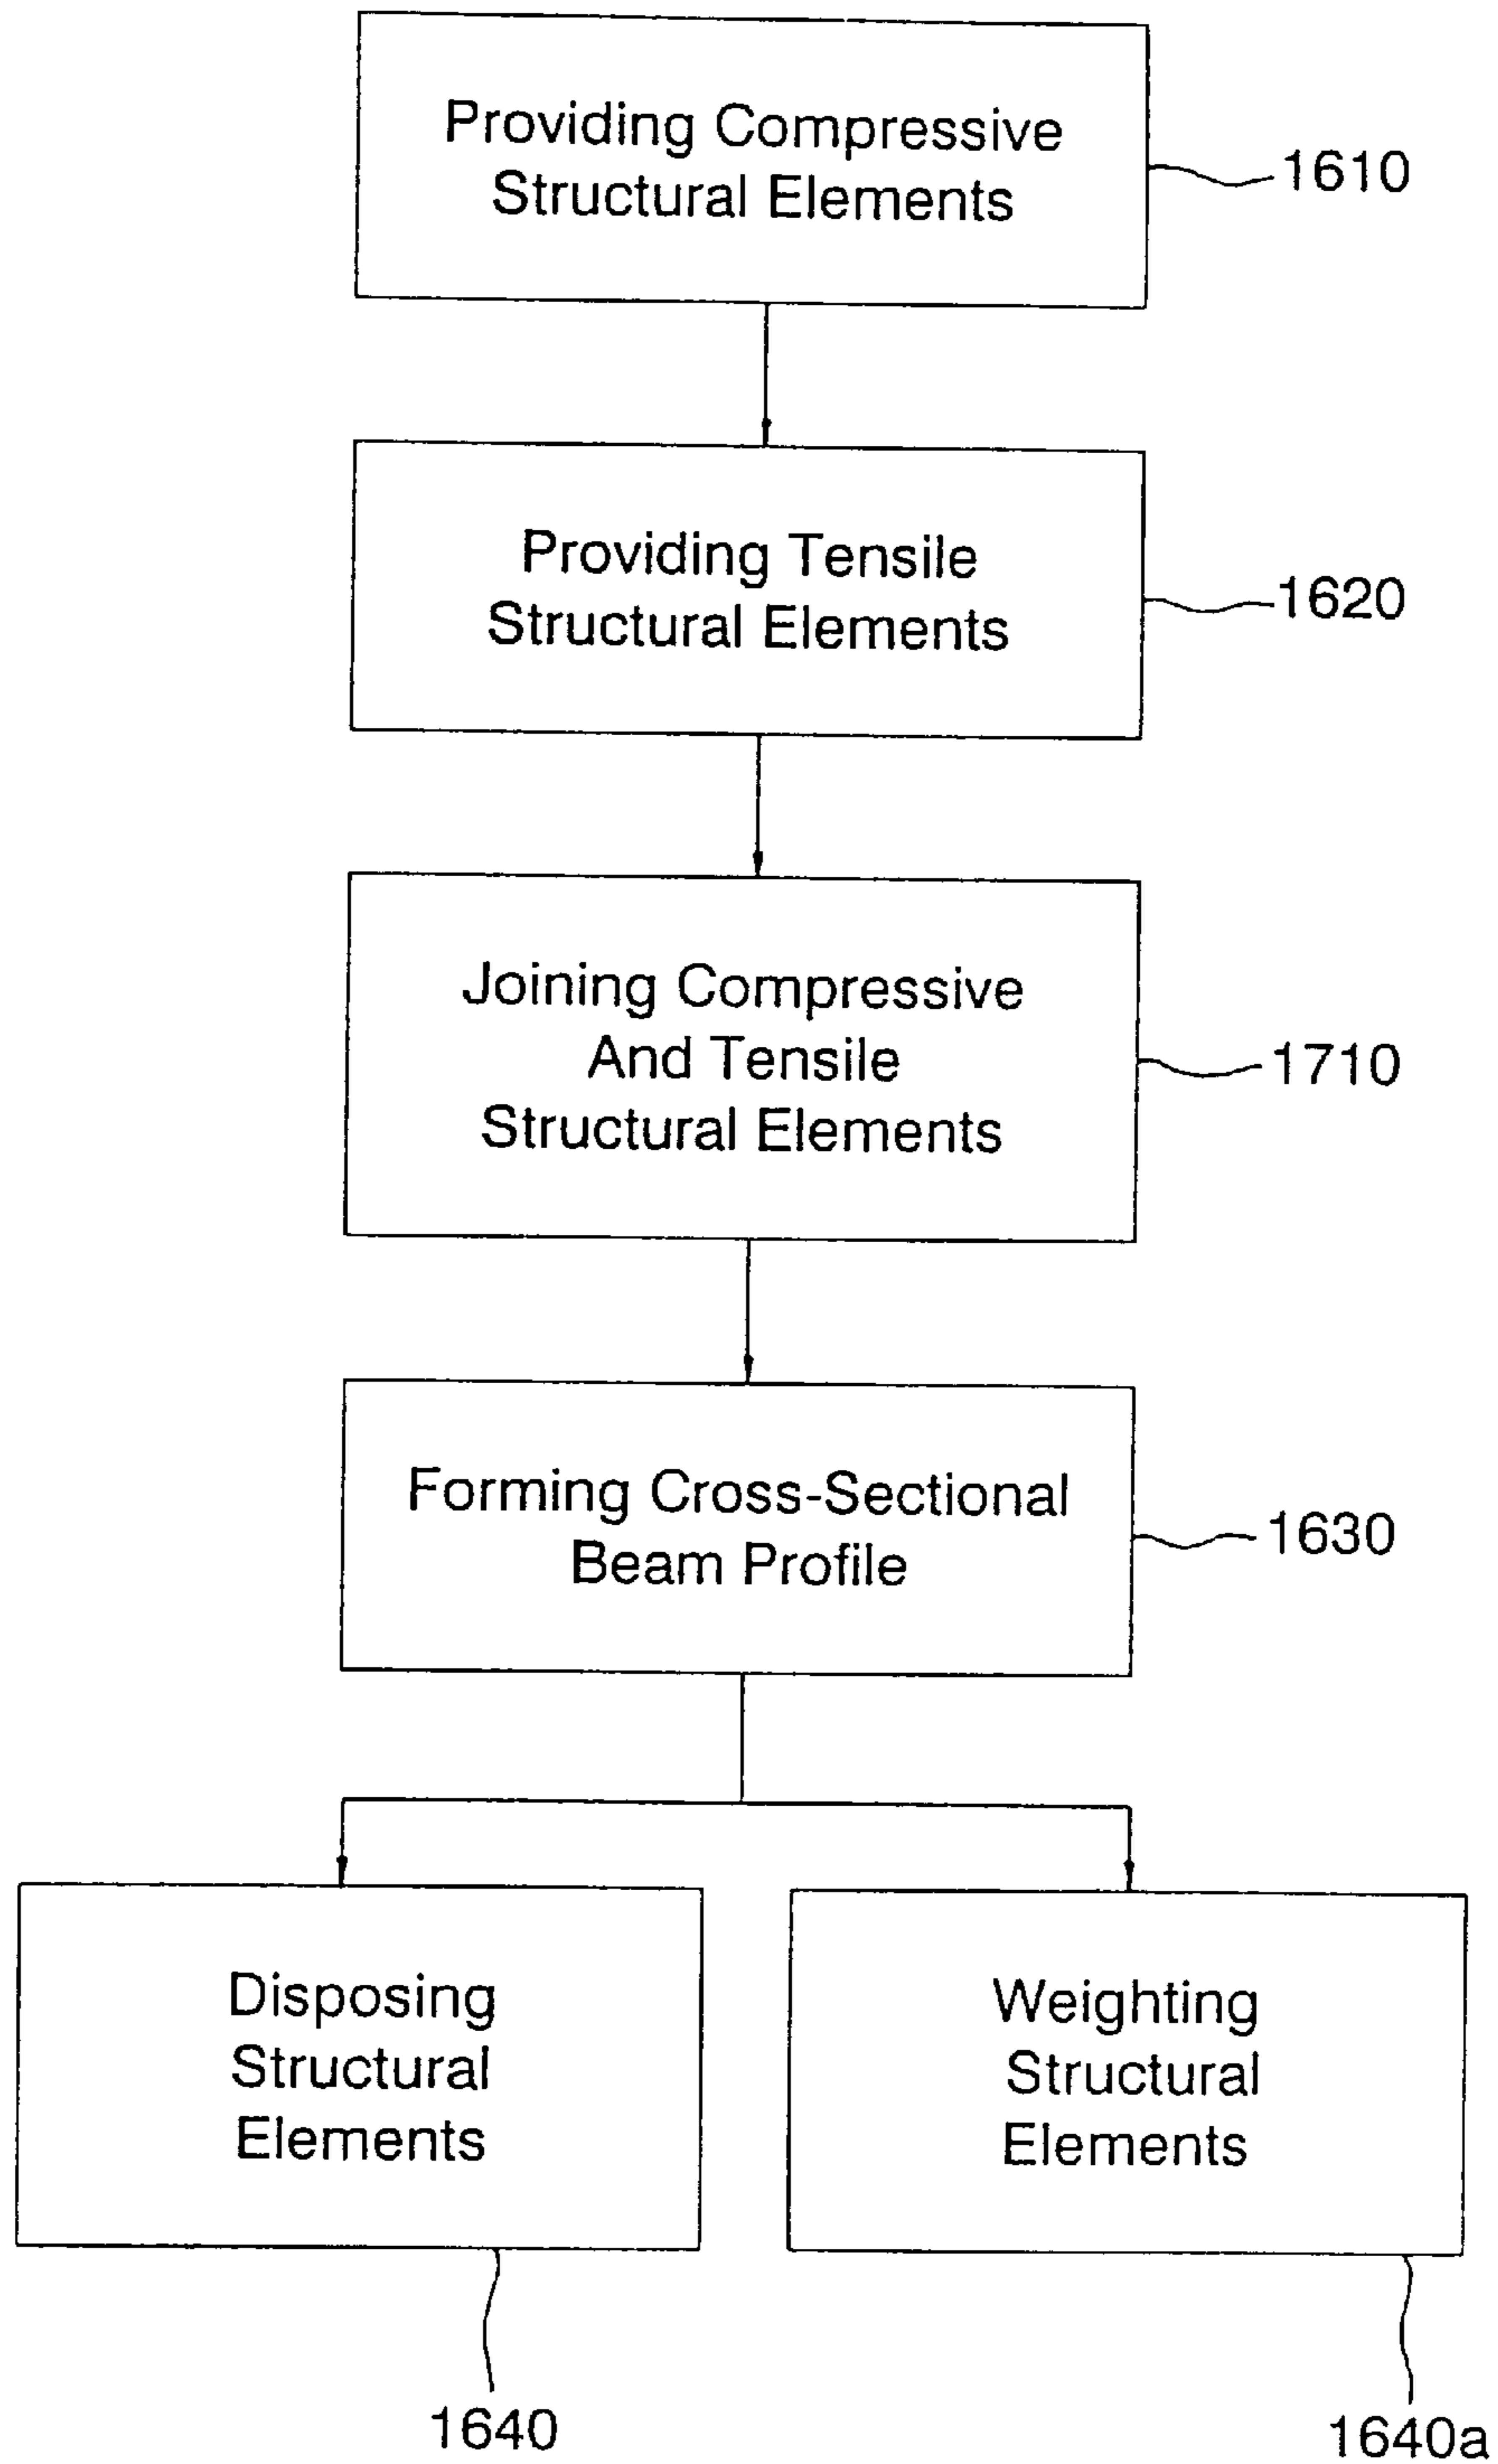 Providing Compressive
Structural Elements
1610
Providing Tensile
Structural Elements
1620
Joining Compressive
And Tensile
Structural Elements
1710
Forming Cross-Sectional
Beam Profile
1630
Disposing
Structural
Elements
1640
Weighting
Structural
Elements
1640a